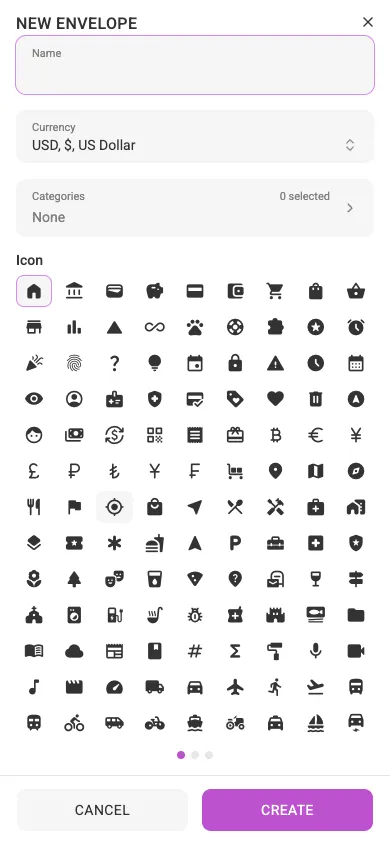 NEW ENVELOPE
Name
Currency
USD, $, US Dollar
Categories
0 selected
None
Icon
CANCEL
CREATE